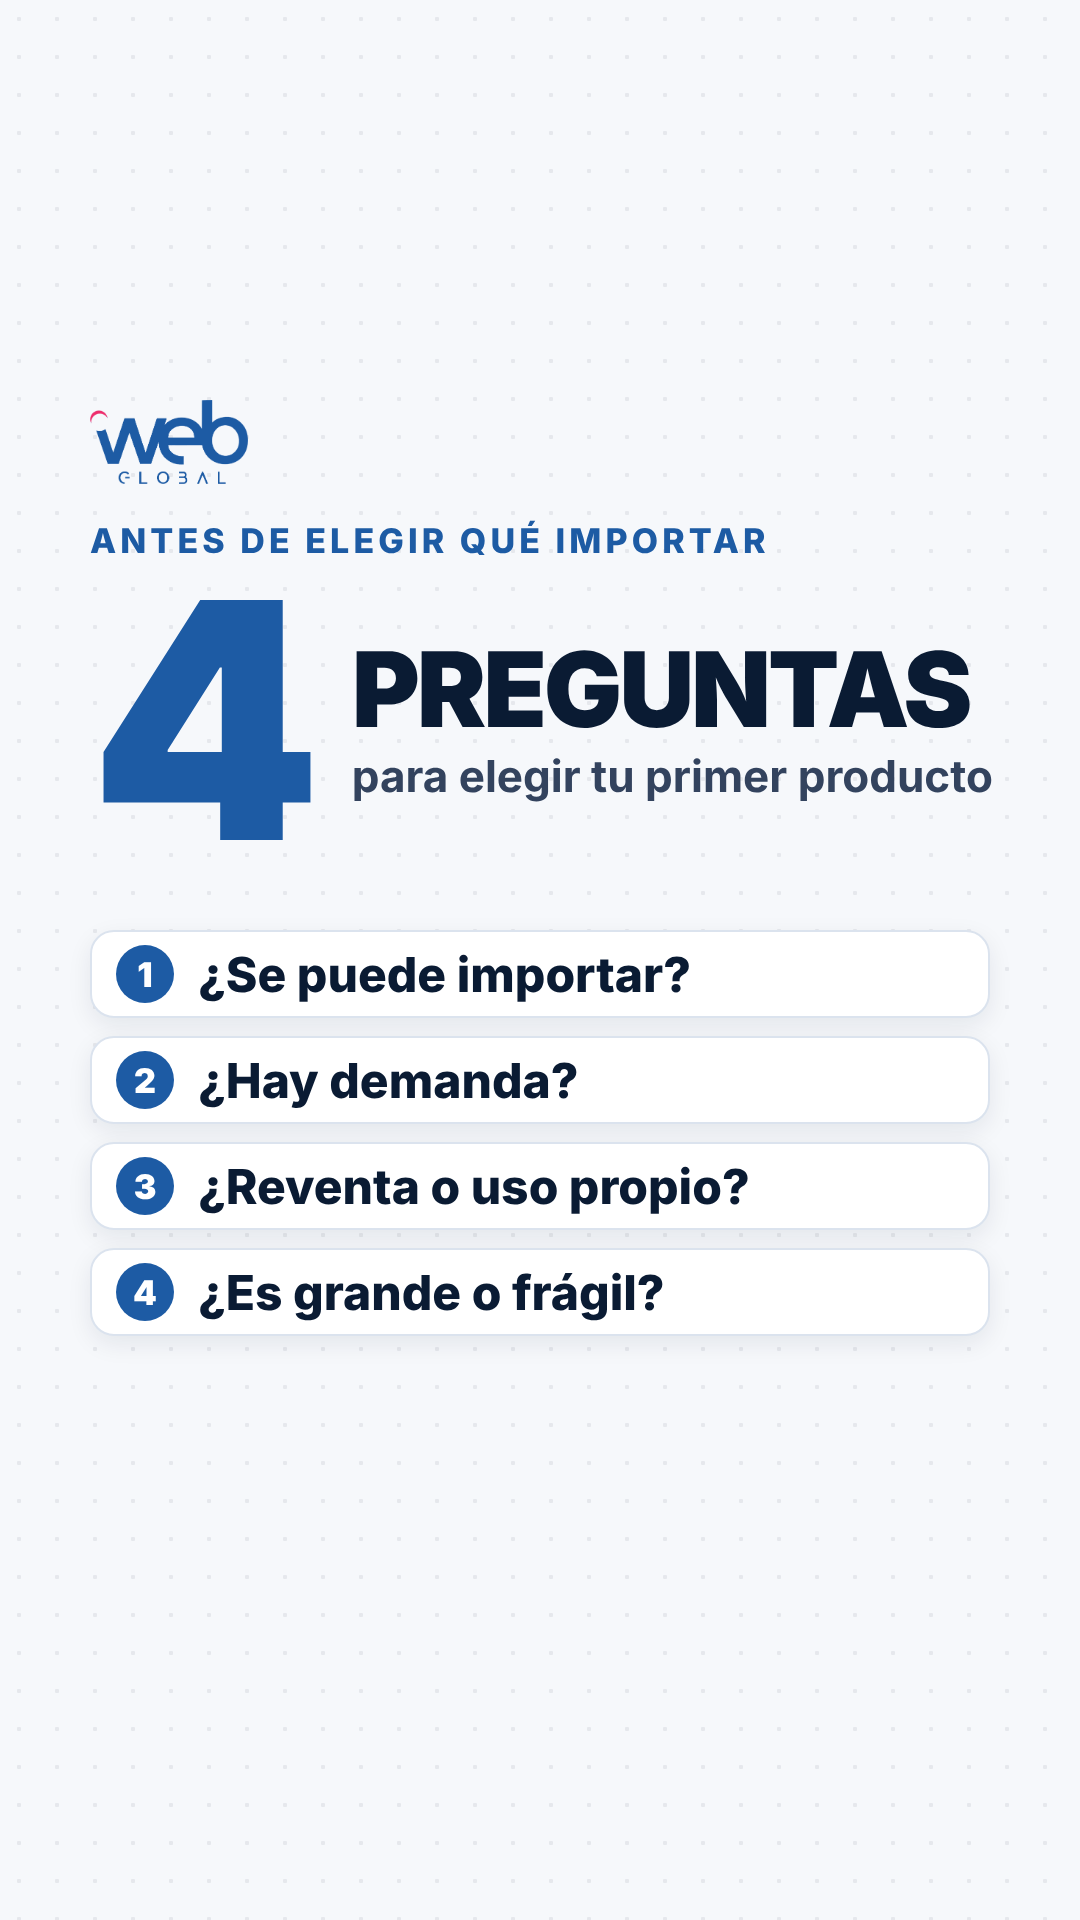 web
GLOBAL
ANTES DE ELEGIR QUÉ IMPORTAR
4
PREGUNTAS
para elegir tu primer producto
1 ¿Se puede importar?
2 ¿Hay demanda?
3 ¿Reventa o uso propio?
4 ¿Es grande o frágil?